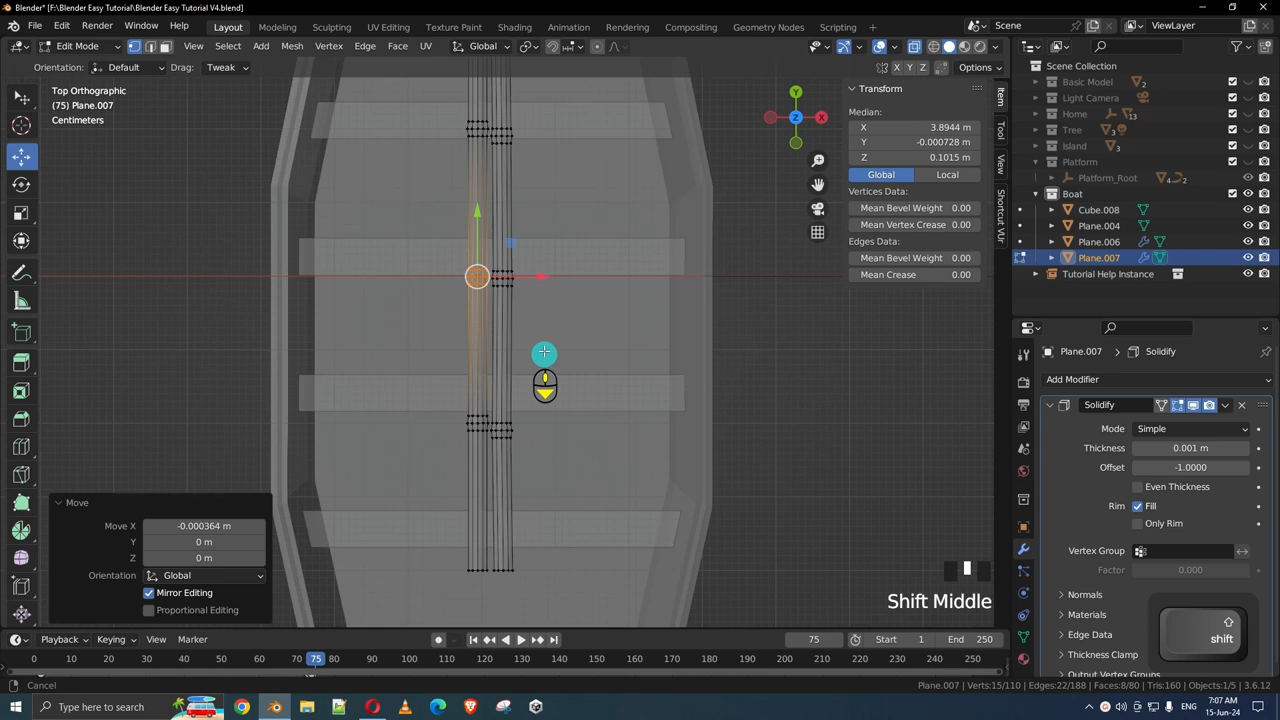 Blender* [F:\Blender Easy Tutorial\Blender Easy Tutorial V4.blend]
File Edit Render Window Help Layout Modeling Sculpting UV Editing Texture Paint Shading Animation Rendering Compositing Geometry Nodes Scripting Scene ViewLayer
Edit Mode View Select Add Mesh Vertex Edge Face UV Global
Orientation: Default Drag: Tweak X Y Z Options
Top Orthographic
(75) Plane.007
Centimeters
Y
Z
X
Transform
Median:
X 3.8944 m
Y -0.000728 m
Z 0.1015 m
Global Local
Vertices Data:
Mean Bevel Weight 0.00
Mean Vertex Crease 0.00
Edges Data:
Mean Bevel Weight 0.00
Mean Crease 0.00
Item
Tool
View
Shortcut VUr
Scene Collection
Basic Model 2
Light Camera
Home 13
Tree 3
Island 3
Platform
Platform_Root 4 2
Boat
Cube.008
Plane.004
Plane.006
Plane.007
Tutorial Help Instance
Plane.007 Solidify
Add Modifier
Solidify
Mode Simple
Thickness 0.001 m
Offset -1.0000
Even Thickness
Rim Fill
Only Rim
Vertex Group
Factor 0.000
Normals
Materials
Edge Data
Thickness Clamp
Output Vertex Groups
Move
Move X -0.000364 m
Y 0 m
Z 0 m
Orientation Global
Mirror Editing
Proportional Editing
Shift Middle
shift
Playback Keying View Marker 75 Start 1 End 250
0 10 20 30 40 50 60 70 75 80 90 100 110 120 130 140 150 160 170 180 190 200 210 220 230 240 250
Cancel Plane.007 | Verts:15/110 | Edges:22/188 | Faces:8/80 | Tris:160 | Objects:1/5 | 3.6.12
Type here to search ENG 7:07 AM
15-Jun-24